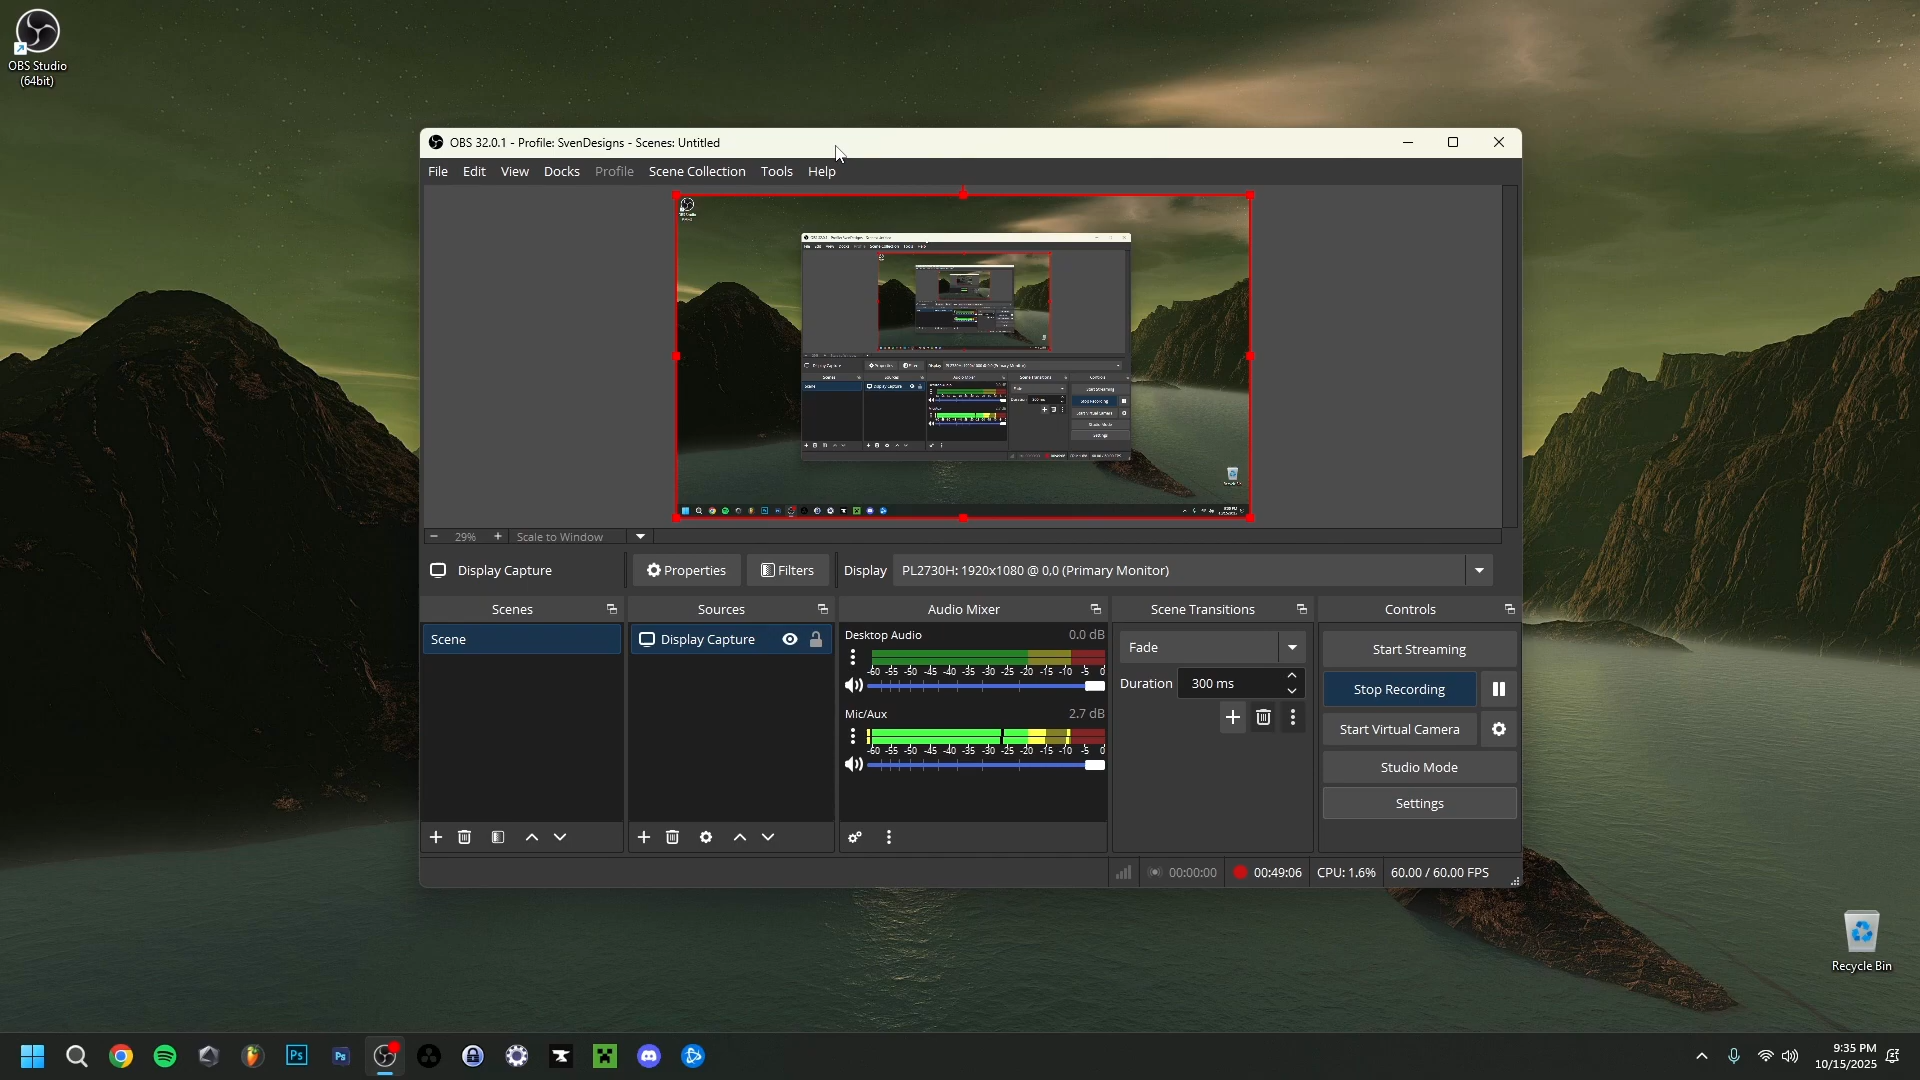 OBS Studio
(64bit)
OBS 32.0.1 - Profile: SvenDesigns - Scenes: Untitled
File Edit View Docks Profile Scene Collection Tools Help
29% Scale to Window
Display Capture
Properties
Filters
Display
PL2730H: 1920x1080 @ 0,0 (Primary Monitor)
Scenes
Sources
Audio Mixer
Scene Transitions
Controls
Scene
Display Capture
Desktop Audio 0.0 dB
-60 -55 -50 -45 -40 -35 -30 -25 -20 -15 -10 -5 0
Mic/Aux 2.7 dB
-60 -55 -50 -45 -40 -35 -30 -25 -20 -15 -10 -5 0
Fade
Duration 300 ms
Start Streaming
Stop Recording
Start Virtual Camera
Studio Mode
Settings
00:00:00
00:49:06
CPU: 1.6%
60.00 / 60.00 FPS
Recycle Bin
Ps
Ps
9:35 PM
10/15/2025